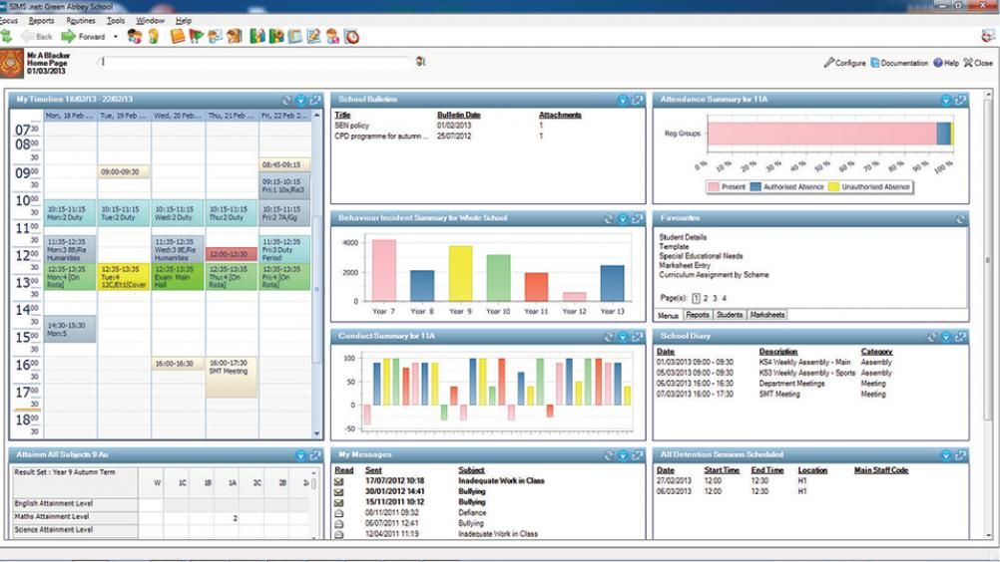 SIMS .net: Green Abbey School
Focus Reports Routines Tools Window Help
Back Forward
Mr A Blacker
Home Page
01/03/2013
Configure Documentation Help Close
My Timeline 18/02/13 - 22/02/13
Mon, 18 Feb ... Tue, 19 Feb ... Wed, 20 Feb ... Thu, 21 Feb ... Fri, 22 Feb 2...
07 30
08 00
30
09 00
30
10 00
30
11 00
30
12 00
30
13 00
30
14 00
30
15 00
30
16 00
30
17 00
30
18 00
30
08:45-09:15
09:00-09:30
09:15-10:15
Fri:1 10x/Re3
10:15-11:15
Mon:2 Duty
10:15-11:15
Tue:2 Duty
10:15-11:15
Wed:2 Duty
10:15-11:15
Thu:2 Duty
10:15-11:15
Fri:2 7A/Gg
11:35-12:35
Mon:3 8E/Re
Humanities
11:35-12:35
Wed:3 8E/Re
Humanities
12:00-12:30
11:35-12:35
Fri:3 Duty
Period
12:35-13:35
Mon:4 [On
Rota]
12:35-13:35
Tue:4
12C/Et1(Cover
12:35-13:35
Exam: Main
Hall
12:35-13:35
Thu:4 [On
Rota]
12:35-13:35
Fri:4 [On
Rota]
14:30-15:30
Mon:5
16:00-16:30
16:00-17:30
SMT Meeting
School Bulletins
Title Bulletin Date Attachments
SEN policy 01/02/2013 1
CPD programme for autumn ... 25/07/2012 1
Attendance Summary for 11A
Reg Groups
0 % 10 % 20 % 30 % 40 % 50 % 60 % 70 % 80 % 90 % 100 %
Present Authorised Absence Unauthorised Absence
Behaviour Incident Summary for Whole School
4000
2000
0
Year 7 Year 8 Year 9 Year 10 Year 11 Year 12 Year 13
Favourites
Student Details
Template
Special Educational Needs
Marksheet Entry
Curriculum Assignment by Scheme
Page(s): 1 2 3 4
Menus Reports Students Marksheets
Conduct Summary for 11A
100
50
0
-50
School Diary
Date Description Category
01/03/2013 09:00 - 09:30 KS4 Weekly Assembly - Main Assembly
05/03/2013 09:00 - 09:30 KS3 Weekly Assembly - Sports Assembly
06/03/2013 16:00 - 16:30 Department Meetings Meeting
07/03/2013 16:00 - 17:30 SMT Meeting Meeting
Attainm All Subjects 9 Au
Result Set : Year 9 Autumn Term
W 1C 1B 1A 2C 2B 2
English Attainment Level
Maths Attainment Level 2
Science Attainment Level
My Messages
Read Sent Subject
17/07/2012 10:18 Inadequate Work in Class
30/01/2012 14:41 Bullying
15/11/2011 10:12 Bullying
08/11/2011 09:32 Defiance
06/07/2011 12:41 Bullying
12/04/2011 11:19 Inadequate Work in Class
All Detention Sessions Scheduled
Date Start Time End Time Location Main Staff Code
27/02/2013 12:00 12:30 H1
06/03/2013 12:00 12:30 H1